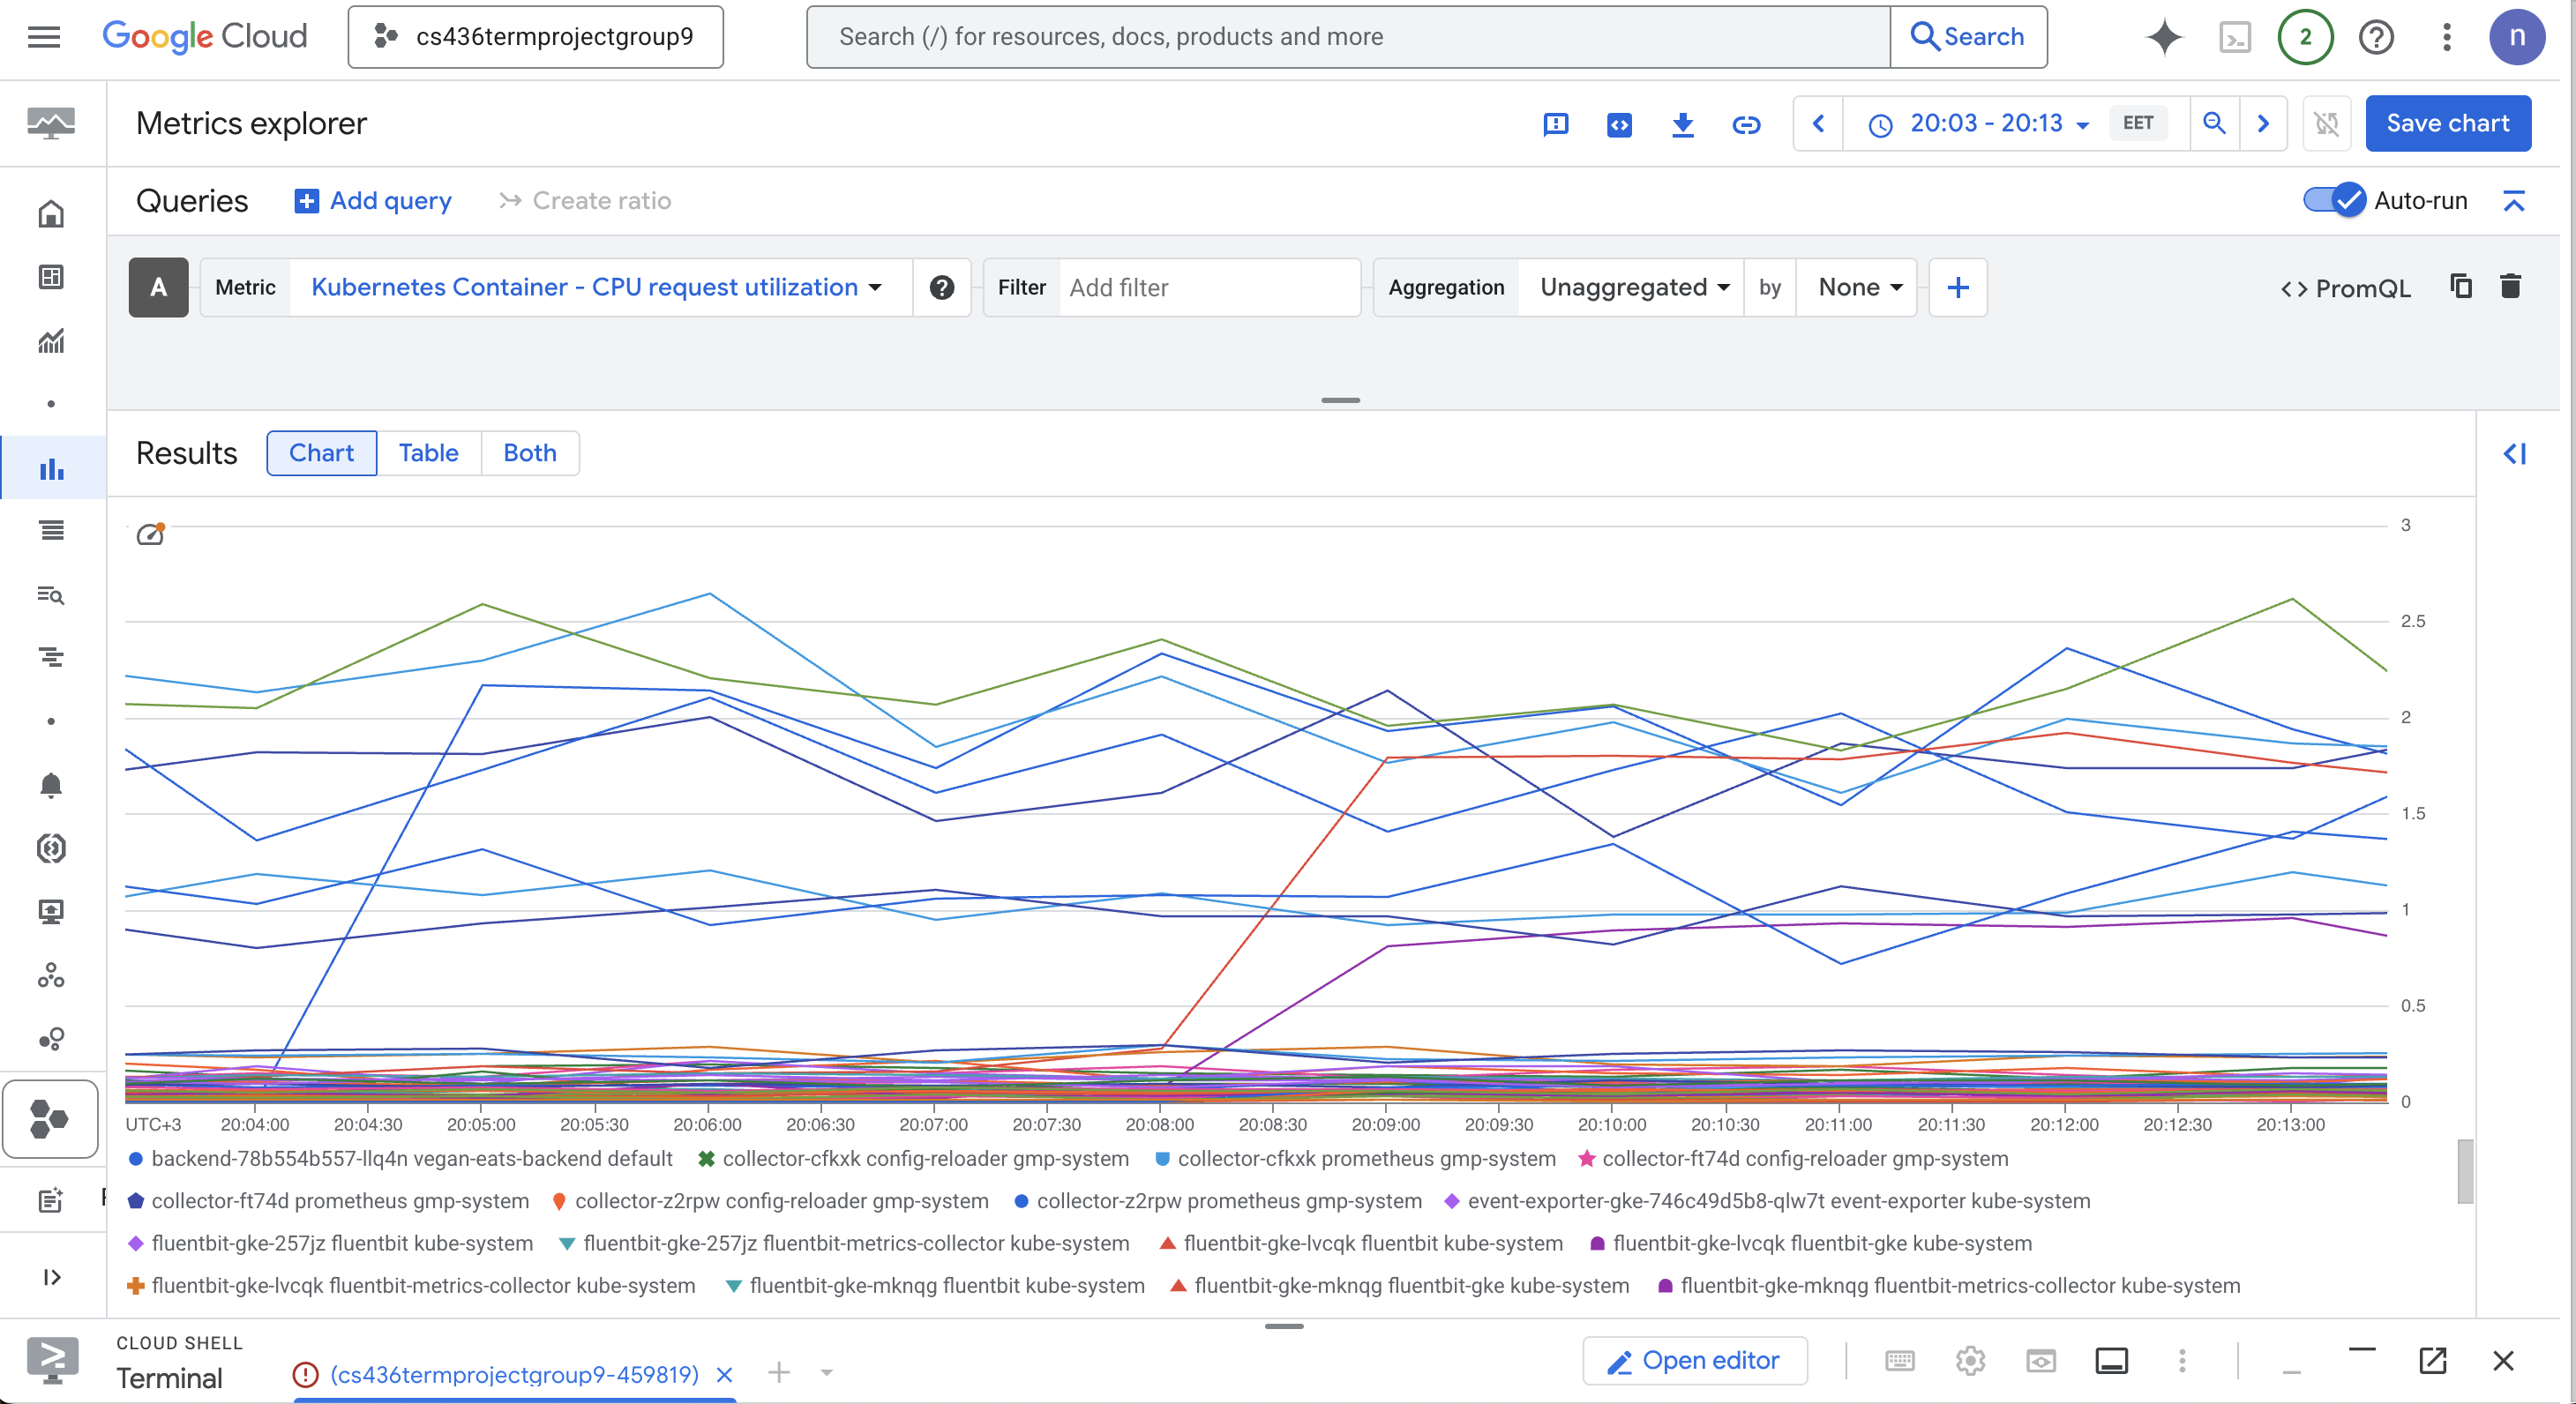 Google Cloud cs436termprojectgroup9 Search (/) for resources, docs, products and more Search 2 n
Metrics explorer 20:03 - 20:13 EET Save chart
Queries Add query Create ratio Auto-run
A Metric Kubernetes Container - CPU request utilization Filter Add filter Aggregation Unaggregated by None PromQL
Results Chart Table Both
3
2.5
2
1.5
1
0.5
0
UTC+3 20:04:00 20:04:30 20:05:00 20:05:30 20:06:00 20:06:30 20:07:00 20:07:30 20:08:00 20:08:30 20:09:00 20:09:30 20:10:00 20:10:30 20:11:00 20:11:30 20:12:00 20:12:30 20:13:00
backend-78b554b557-llq4n vegan-eats-backend default collector-cfkxk config-reloader gmp-system collector-cfkxk prometheus gmp-system collector-ft74d config-reloader gmp-system
collector-ft74d prometheus gmp-system collector-z2rpw config-reloader gmp-system collector-z2rpw prometheus gmp-system event-exporter-gke-746c49d5b8-qlw7t event-exporter kube-system
fluentbit-gke-257jz fluentbit kube-system fluentbit-gke-257jz fluentbit-metrics-collector kube-system fluentbit-gke-lvcqk fluentbit kube-system fluentbit-gke-lvcqk fluentbit-gke kube-system
fluentbit-gke-lvcqk fluentbit-metrics-collector kube-system fluentbit-gke-mknqg fluentbit kube-system fluentbit-gke-mknqg fluentbit-gke kube-system fluentbit-gke-mknqg fluentbit-metrics-collector kube-system
CLOUD SHELL
Terminal (cs436termprojectgroup9-459819) Open editor